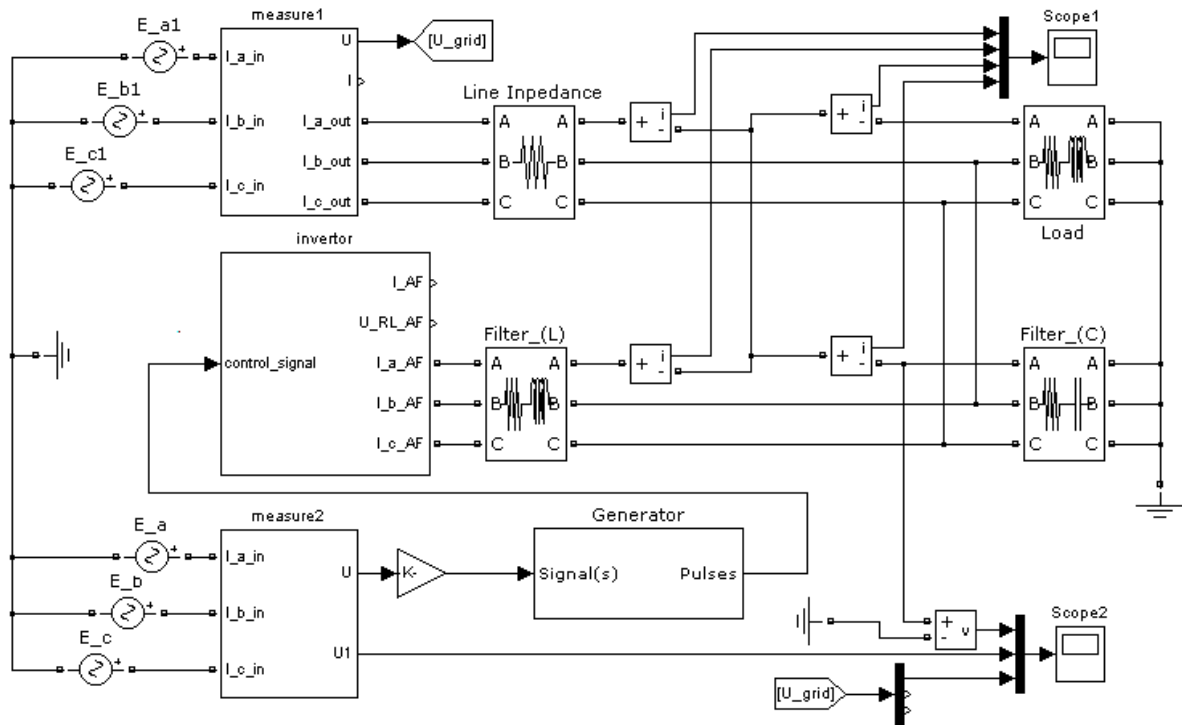 measure1
E_a1
I_a_in
U
[U_grid]
I
E_b1
I_b_in
I_a_out
I_b_out
E_c1
I_c_in
I_c_out
Line Inpedance
A A
B B
C C
+ i
-
+ i
-
Scope1
A A
B B
C C
Load
invertor
I_AF
U_RL_AF
control_signal
I_a_AF
I_b_AF
I_c_AF
Filter_(L)
A A
B B
C C
+ i
-
+ i
-
Filter_(C)
A A
B B
C C
measure2
E_a
I_a_in
U
E_b
I_b_in
E_c
I_c_in
U1
K-
Generator
Signal(s) Pulses
+
- v
Scope2
[U_grid]